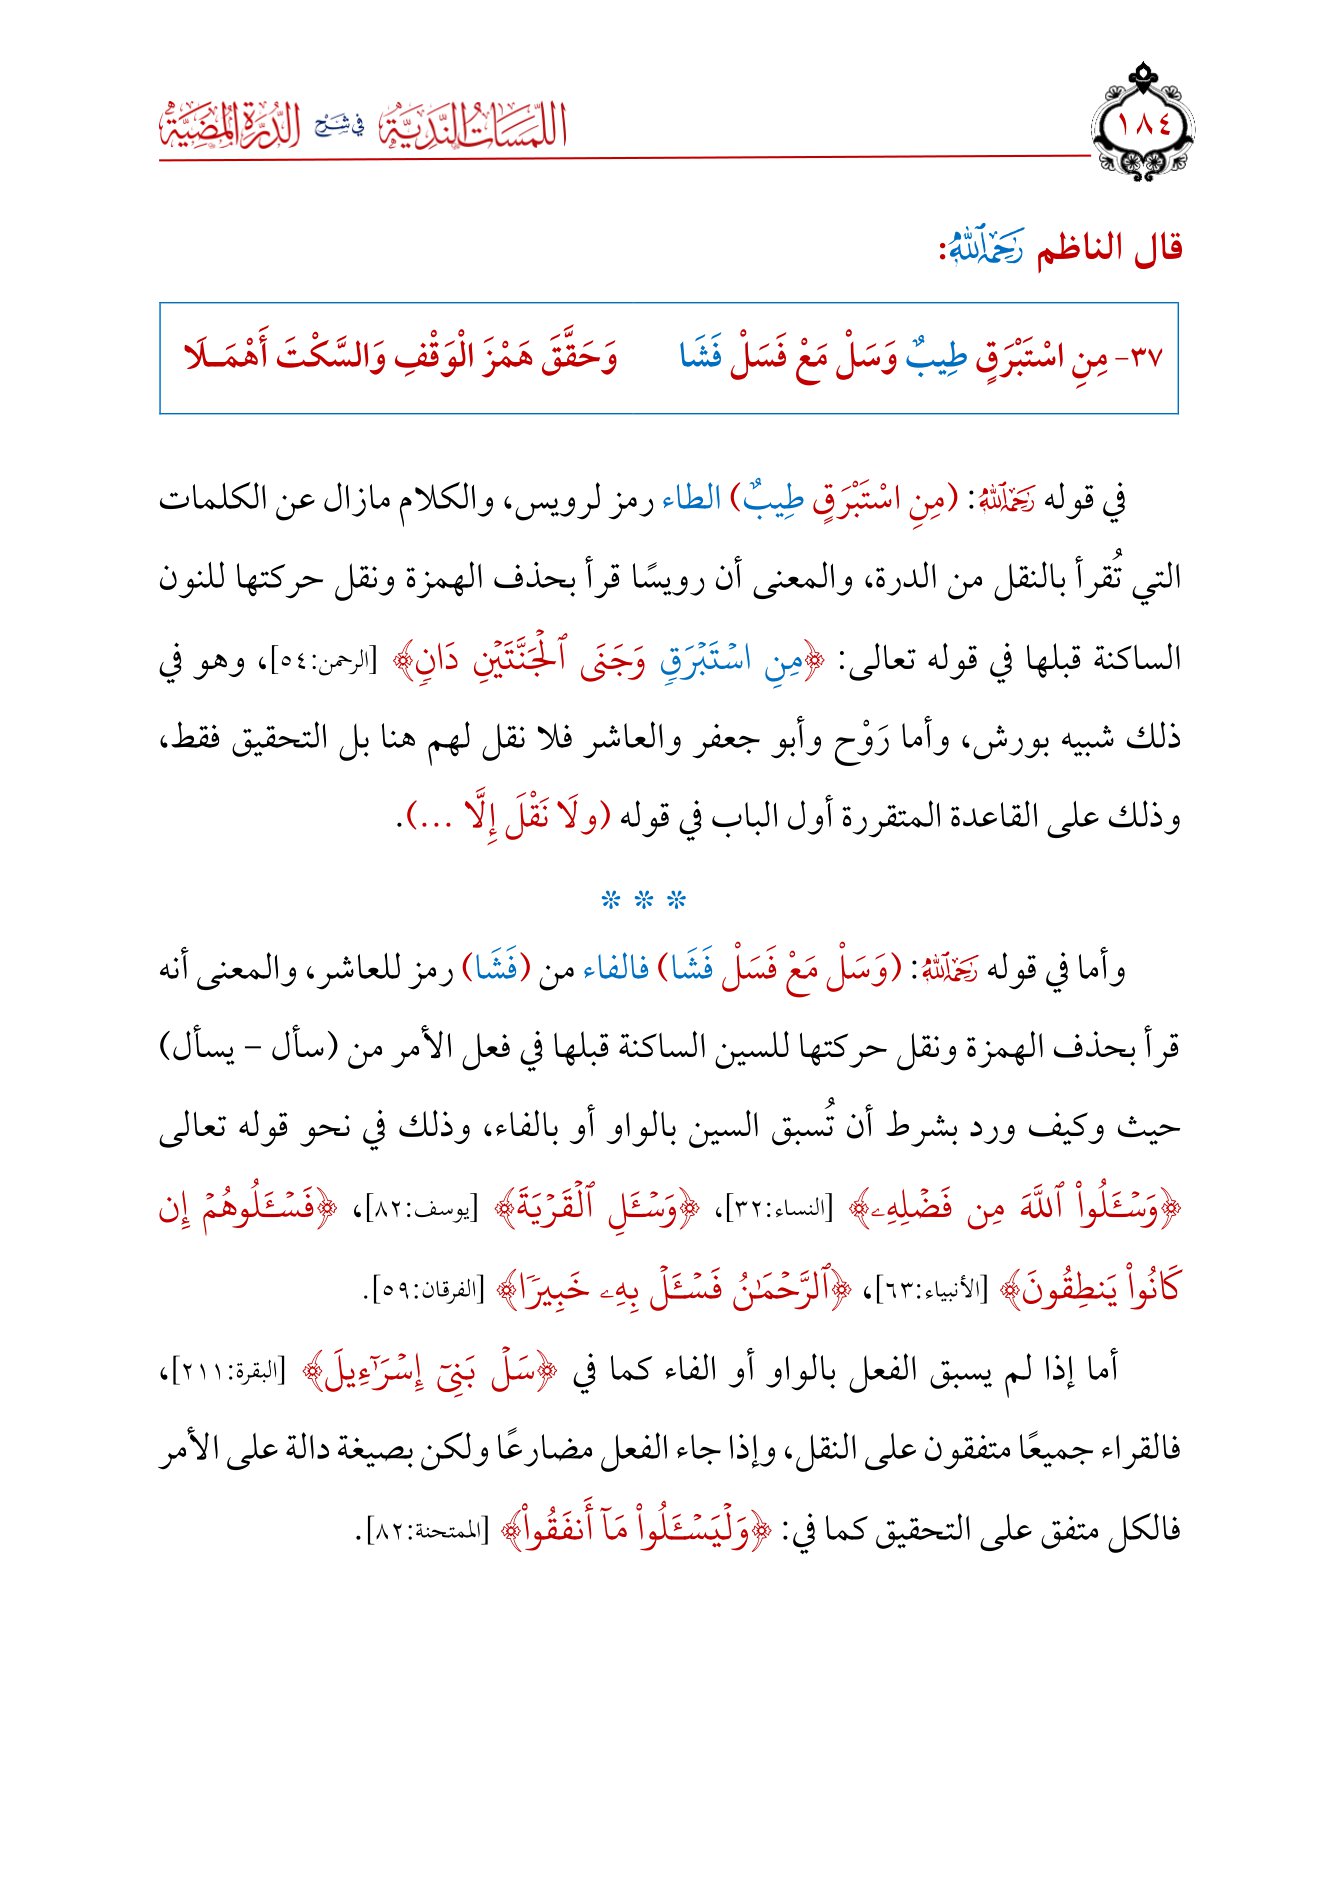 اللمسات الندية في شرح الدرة المضية
١٨٤
قال الناظم رَحِمَهُ ٱللَّهُ:
٣٧- مِنِ اسْتَبْرَقٍ طِيبٌ وَسَلْ مَعْ فَسَلْ فَشَا وَحَقَّقَ هَمْزَ الْوَقْفِ وَالسَّكْتَ أَهْمَـلَا
في قوله رَحِمَهُ ٱللَّهُ: (مِنِ اسْتَبْرَقٍ طِيبٌ) الطاء رمز لرويس، والكلام مازال عن الكلمات
التي تُقرأ بالنقل من الدرة، والمعنى أن رويسًا قرأ بحذف الهمزة ونقل حركتها للنون
الساكنة قبلها في قوله تعالى: ﴿مِنِ اسۡتَبۡرَقٖ وَجَنَى ٱلۡجَنَّتَيۡنِ دَانٖ﴾ [الرحمن:٥٤]، وهو في
ذلك شبيه بورش، وأما رَوْح وأبو جعفر والعاشر فلا نقل لهم هنا بل التحقيق فقط،
وذلك على القاعدة المتقررة أول الباب في قوله (ولَا نَقْلَ إِلَّا ...).
* * *
وأما في قوله رَحِمَهُ ٱللَّهُ: (وَسَلْ مَعْ فَسَلْ فَشَا) فالفاء من (فَشَا) رمز للعاشر، والمعنى أنه
قرأ بحذف الهمزة ونقل حركتها للسين الساكنة قبلها في فعل الأمر من (سأل – يسأل)
حيث وكيف ورد بشرط أن تُسبق السين بالواو أو بالفاء، وذلك في نحو قوله تعالى
﴿وَسۡـَٔلُواْ ٱللَّهَ مِن فَضۡلِهِۦ﴾ [النساء:٣٢]، ﴿وَسۡـَٔلِ ٱلۡقَرۡيَةَ﴾ [يوسف:٨٢]، ﴿فَسۡـَٔلُوهُمۡ إِن
كَانُواْ يَنطِقُونَ﴾ [الأنبياء:٦٣]، ﴿ٱلرَّحۡمَٰنُ فَسۡـَٔلۡ بِهِۦ خَبِيرٗا﴾ [الفرقان:٥٩].
أما إذا لم يسبق الفعل بالواو أو الفاء كما في ﴿سَلۡ بَنِيٓ إِسۡرَٰٓءِيلَ﴾ [البقرة:٢١١]،
فالقراء جميعًا متفقون على النقل، وإذا جاء الفعل مضارعًا ولكن بصيغة دالة على الأمر
فالكل متفق على التحقيق كما في: ﴿وَلۡيَسۡـَٔلُواْ مَآ أَنفَقُواْ﴾ [الممتحنة:٨٢].